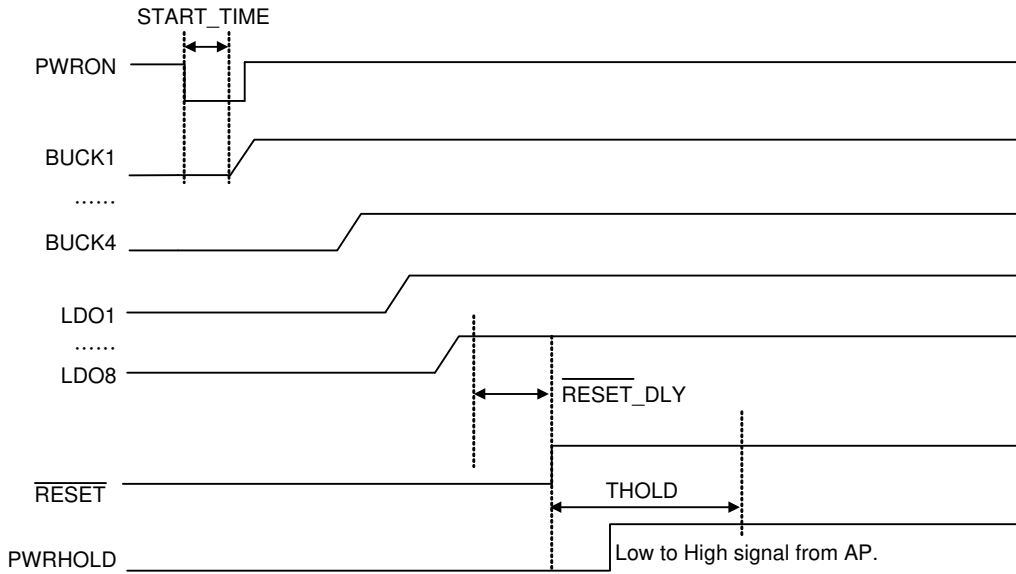 START_TIME
PWRON
BUCK1
......
BUCK4
LDO1
......
LDO8
RESET_DLY
RESET
THOLD
PWRHOLD
Low to High signal from AP.